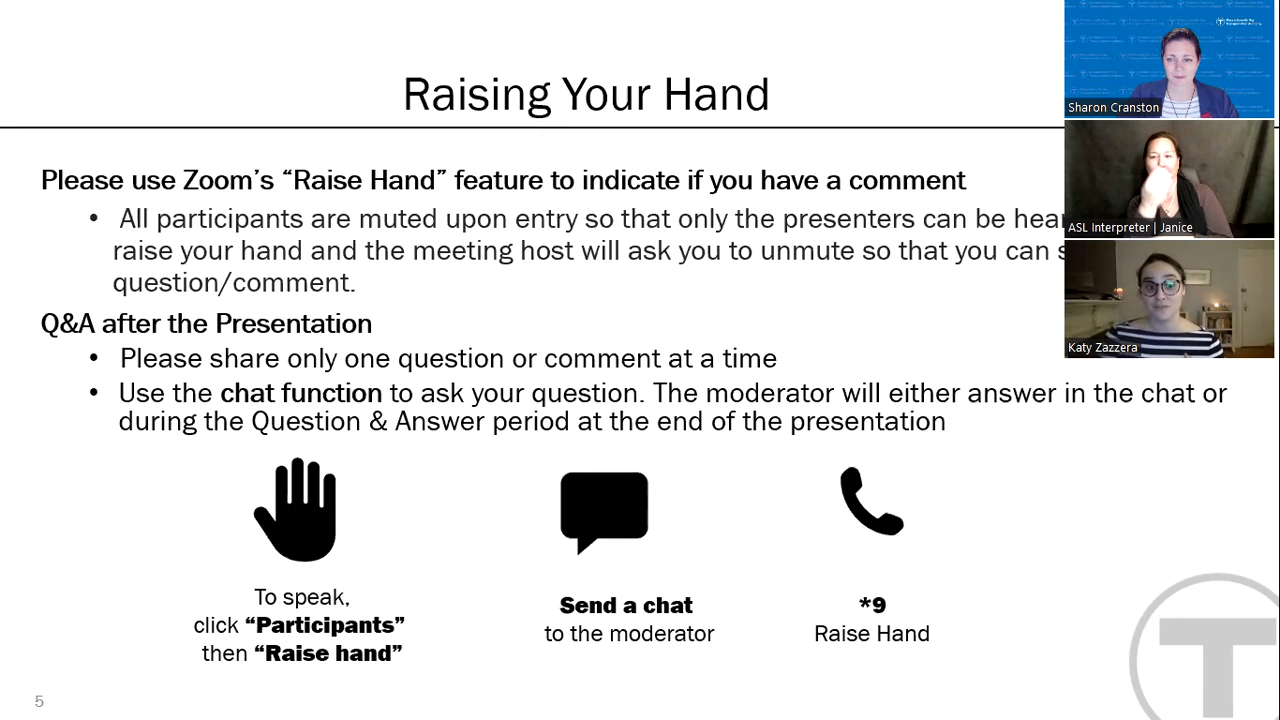 Raising Your Hand
Please use Zoom’s “Raise Hand” feature to indicate if you have a comment
• All participants are muted upon entry so that only the presenters can be
raise your hand and the meeting host will ask you to unmute so that you can
question/comment.
Q&A after the Presentation
• Please share only one question or comment at a time
• Use the chat function to ask your question. The moderator will either answer in the chat or
during the Question & Answer period at the end of the presentation
To speak,
click “Participants”
then “Raise hand”
Send a chat
to the moderator
*9
Raise Hand
5
T
Sharon Cranston
ASL Interpreter | Janice
Katy Zazzera